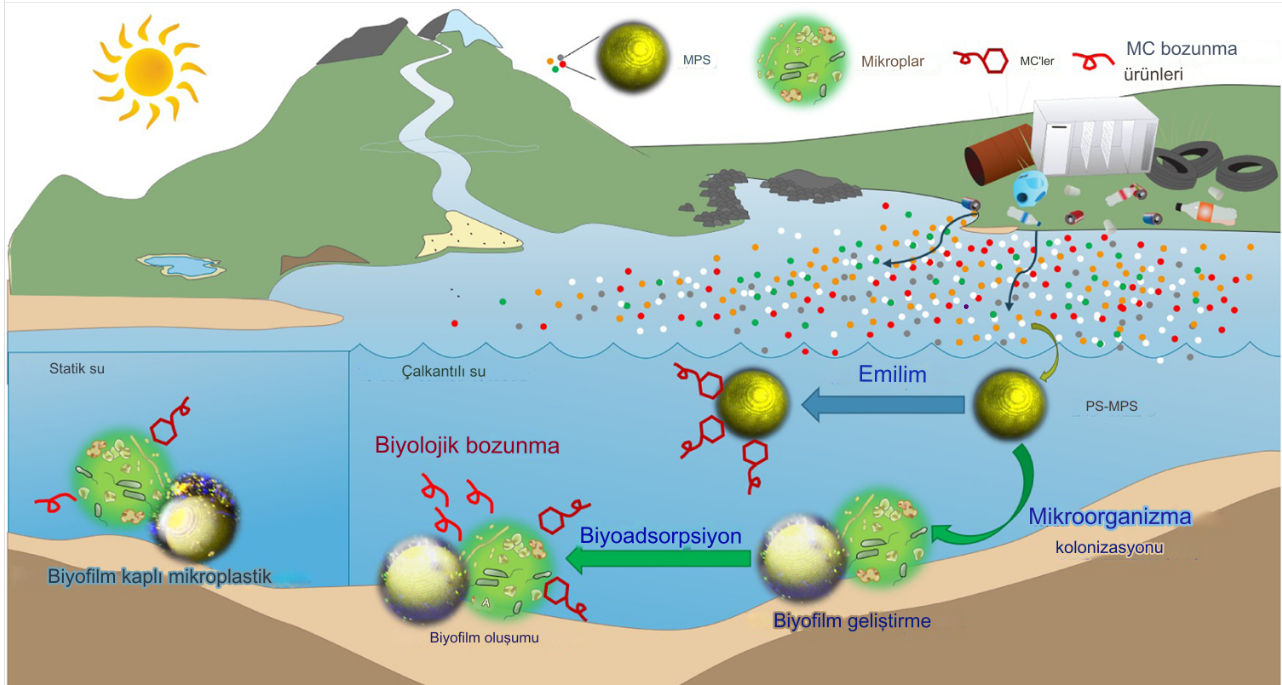 MPS
Mikroplar
MC'ler
MC bozunma
ürünleri
Statik su
Çalkantılı su
Emilim
PS-MPS
Biyolojik bozunma
Mikroorganizma
kolonizasyonu
Biyoadsorpsiyon
Biyofilm kaplı mikroplastik
A
Biyofilm oluşumu
Biyofilm geliştirme